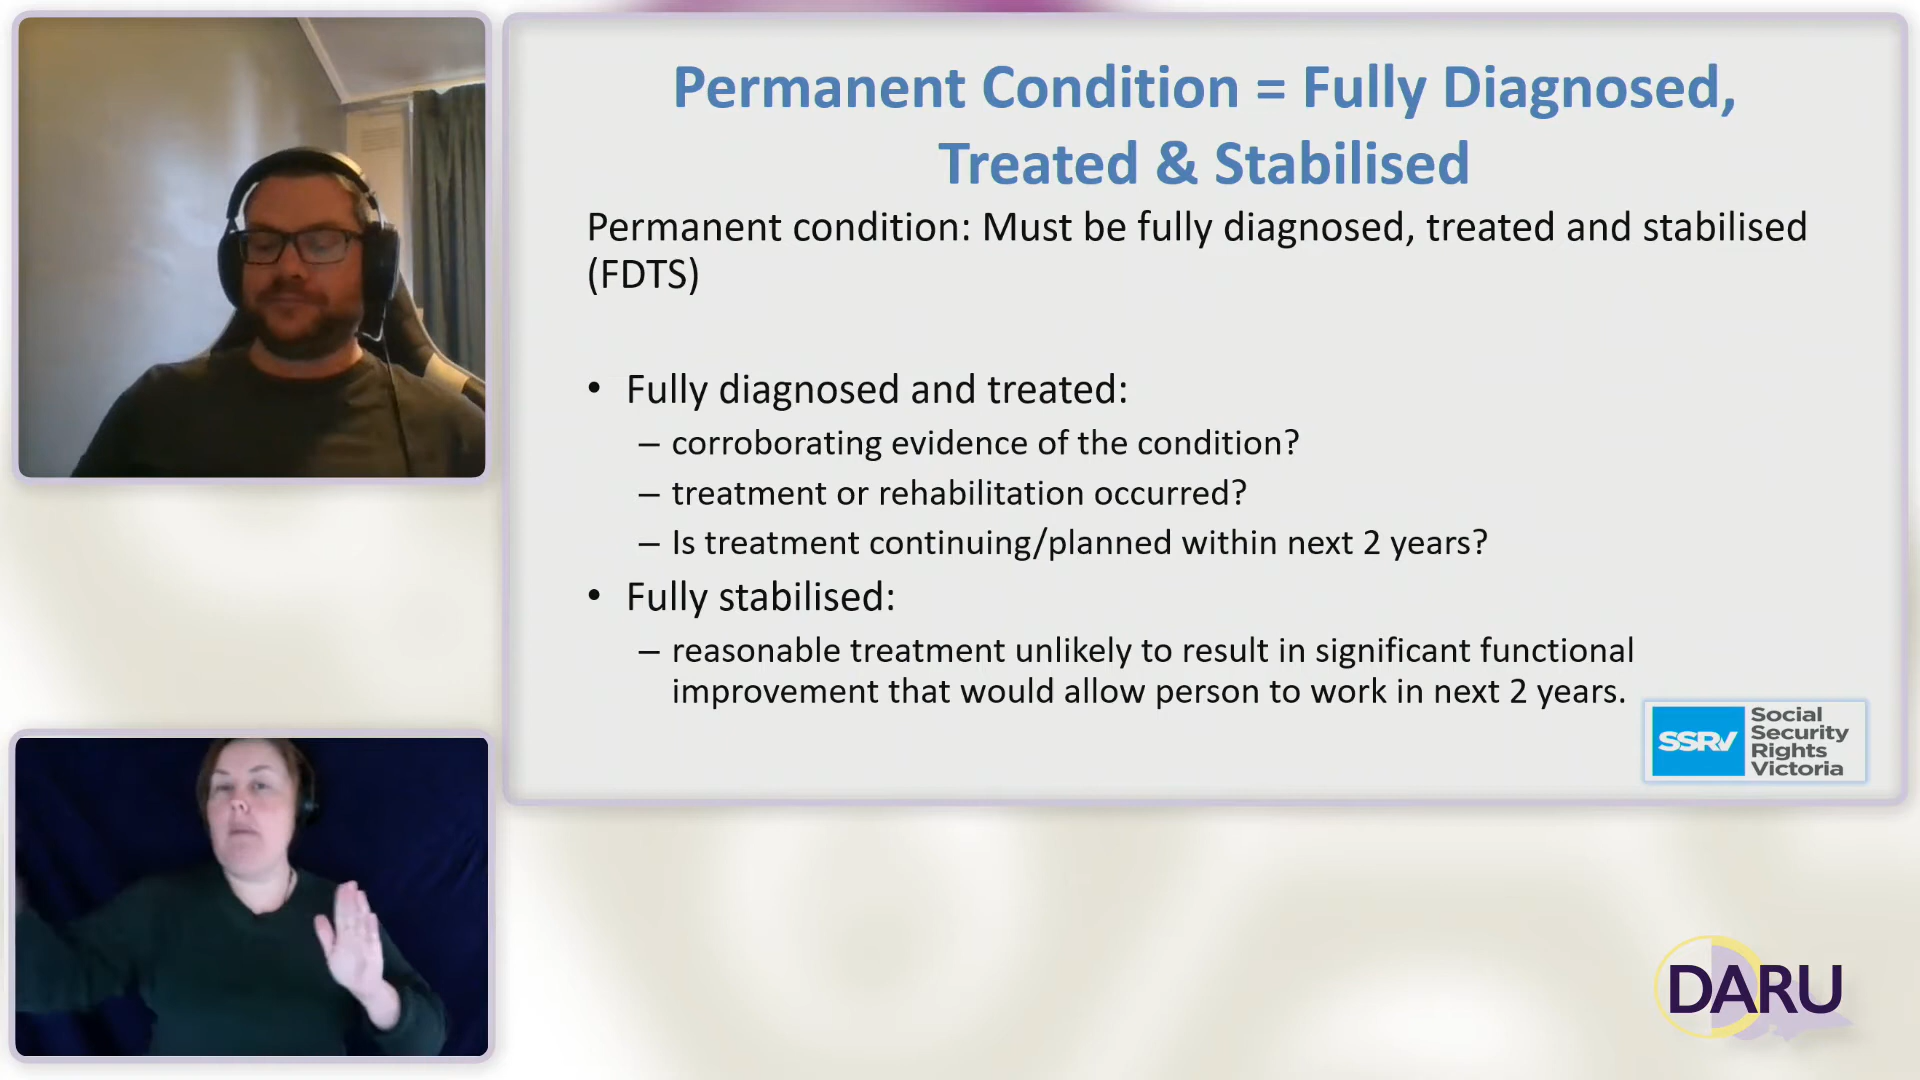 Permanent Condition = Fully Diagnosed,
Treated & Stabilised
Permanent condition: Must be fully diagnosed, treated and stabilised
(FDTS)
• Fully diagnosed and treated:
– corroborating evidence of the condition?
– treatment or rehabilitation occurred?
– Is treatment continuing/planned within next 2 years?
• Fully stabilised:
– reasonable treatment unlikely to result in significant functional
improvement that would allow person to work in next 2 years.
SSRV
Social
Security
Rights
Victoria
DARU